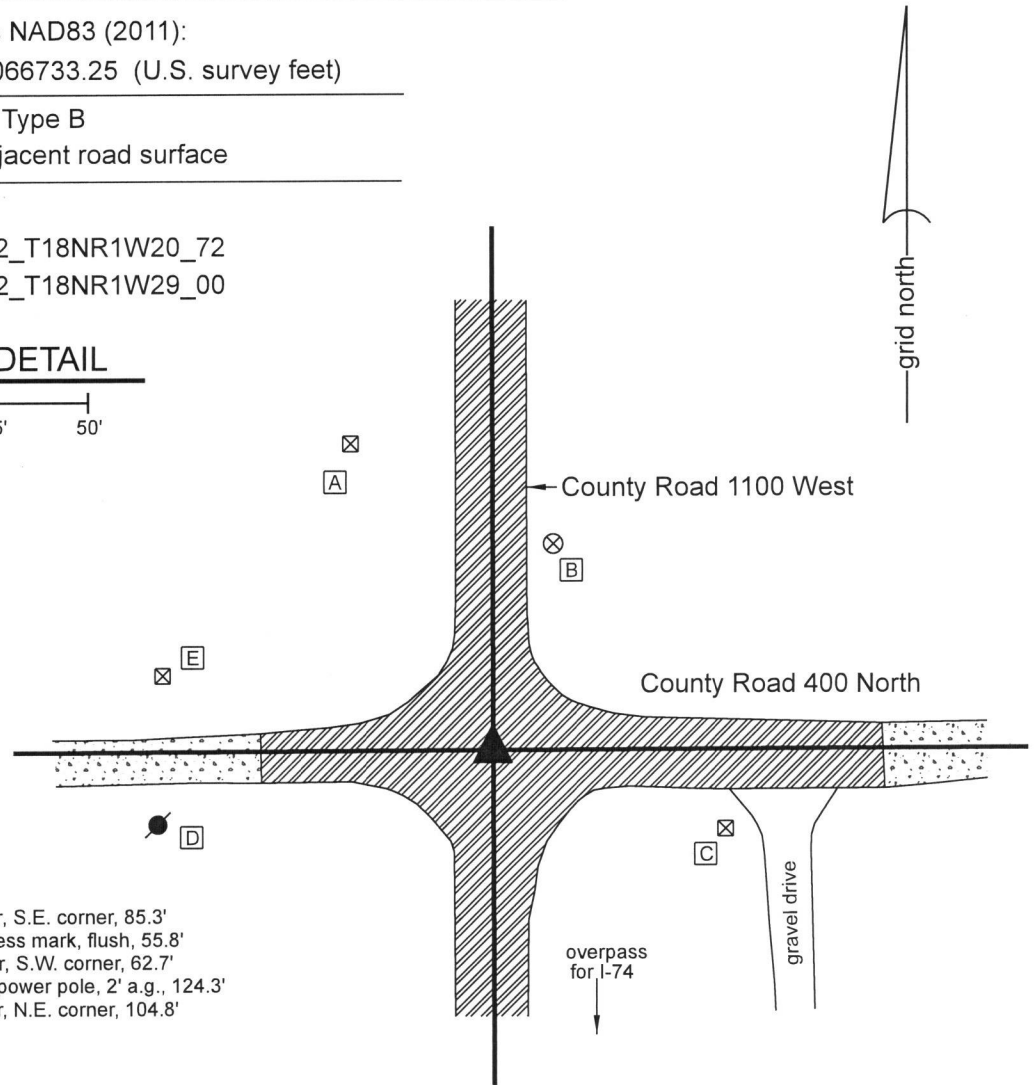 NAD83 (2011):
066733.25 (U.S. survey feet)
Type B
jacent road surface
2_T18NR1W20_72
2_T18NR1W29_00
DETAIL
5' 50'
grid north
A
County Road 1100 West
B
E
County Road 400 North
D
C
gravel drive
r, S.E. corner, 85.3'
ess mark, flush, 55.8'
r, S.W. corner, 62.7'
power pole, 2' a.g., 124.3'
r, N.E. corner, 104.8'
overpass
for I-74